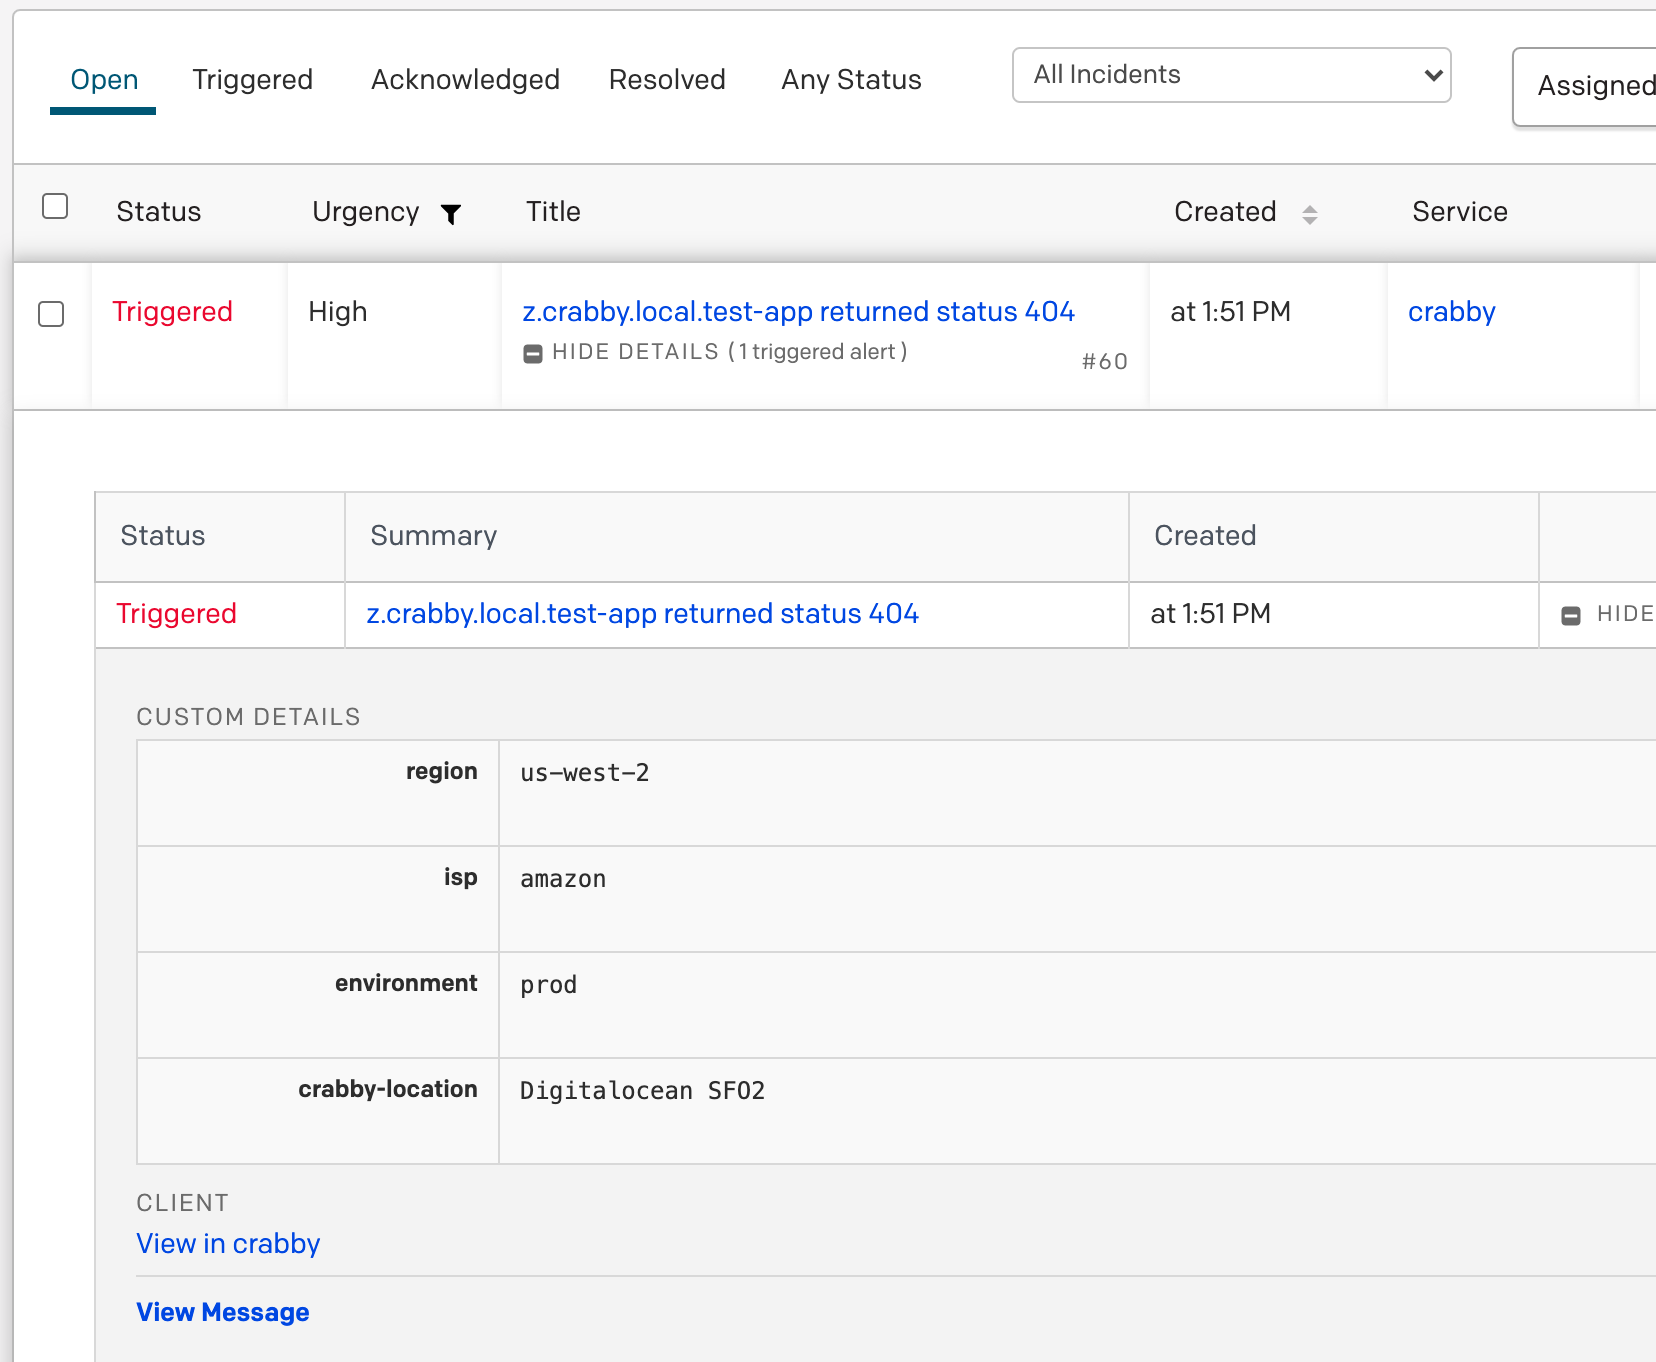 Open Triggered Acknowledged Resolved Any Status All Incidents Assigned
Status Urgency Title Created Service
Triggered High z.crabby.local.test-app returned status 404 at 1:51 PM crabby
HIDE DETAILS (1 triggered alert)
#60
Status Summary Created
Triggered z.crabby.local.test-app returned status 404 at 1:51 PM HIDE
CUSTOM DETAILS
region us-west-2
isp amazon
environment prod
crabby-location Digitalocean SFO2
CLIENT
View in crabby
View Message